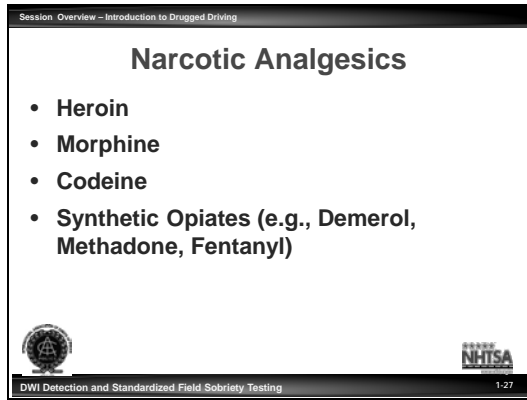 Session Overview – Introduction to Drugged Driving
Narcotic Analgesics
• Heroin
• Morphine
• Codeine
• Synthetic Opiates (e.g., Demerol,
Methadone, Fentanyl)
NHTSA
DWI Detection and Standardized Field Sobriety Testing
1-27